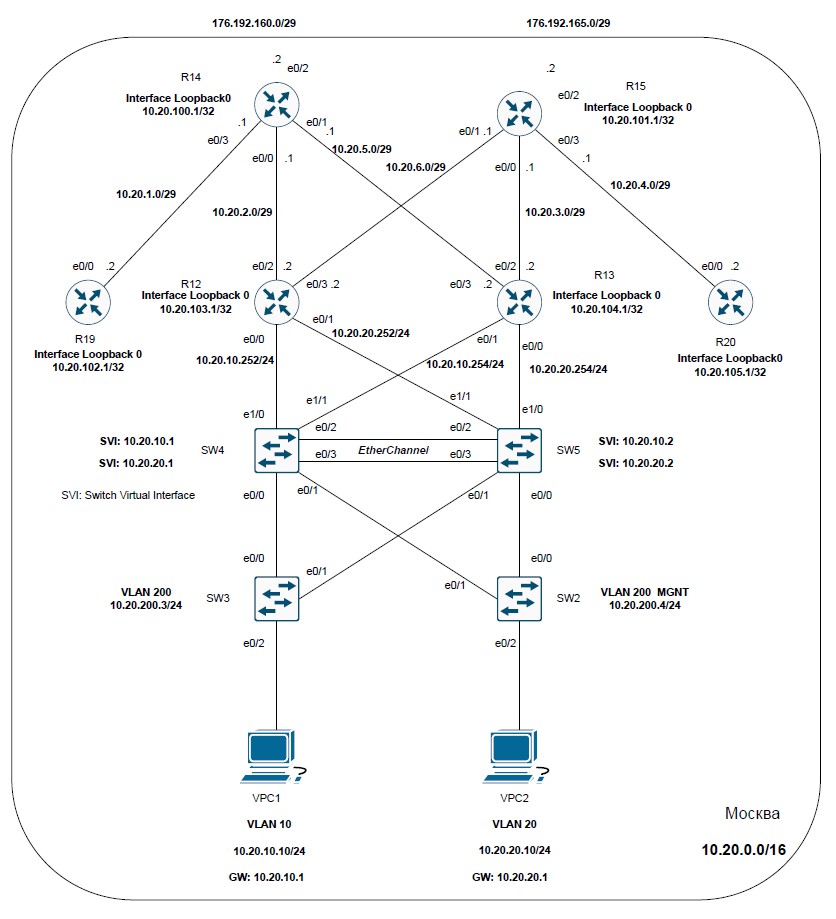 176.192.160.0/29
176.192.165.0/29
.2
e0/2
R14
Interface Loopback0
10.20.100.1/32
.2
e0/2
R15
Interface Loopback 0
10.20.101.1/32
.1
e0/3
e0/1
.1
e0/0 .1
10.20.5.0/29
e0/1 .1
10.20.6.0/29
e0/0 .1
e0/3
.1
10.20.1.0/29
10.20.2.0/29
10.20.3.0/29
10.20.4.0/29
e0/0 .2
R19
Interface Loopback 0
10.20.102.1/32
e0/2 .2
R12
Interface Loopback 0
10.20.103.1/32
e0/3 .2
e0/1
e0/3 .2
e0/2 .2
R13
Interface Loopback 0
10.20.104.1/32
e0/0 .2
R20
Interface Loopback0
10.20.105.1/32
e0/0
10.20.10.252/24
10.20.20.252/24
e0/1
10.20.10.254/24
e0/0
10.20.20.254/24
e1/0
e1/1
e1/1
e1/0
SVI: 10.20.10.1
SVI: 10.20.20.1
SW4
e0/2
e0/3
EtherChannel
e0/2
e0/3
SW5
SVI: 10.20.10.2
SVI: 10.20.20.2
SVI: Switch Virtual Interface
e0/0
e0/1
e0/1
e0/0
e0/0
e0/1
e0/1
e0/0
VLAN 200
10.20.200.3/24
SW3
SW2
VLAN 200 MGNT
10.20.200.4/24
e0/2
e0/2
?
VPC1
VLAN 10
10.20.10.10/24
GW: 10.20.10.1
?
VPC2
VLAN 20
10.20.20.10/24
GW: 10.20.20.1
Москва
10.20.0.0/16